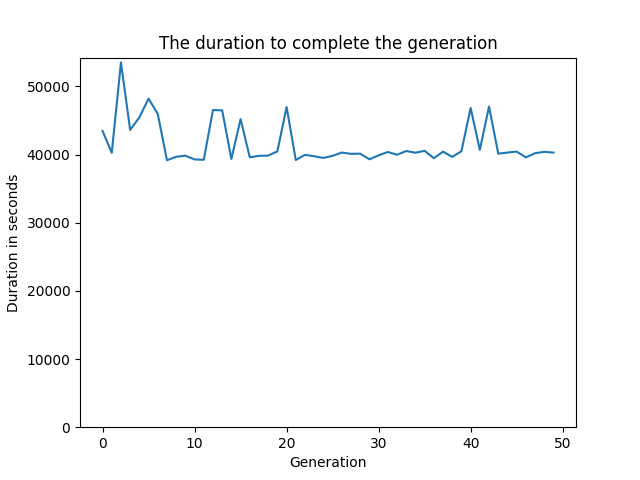 The duration to complete the generation
50000
40000
30000
20000
10000
0
Duration in seconds
0 10 20 30 40 50
Generation